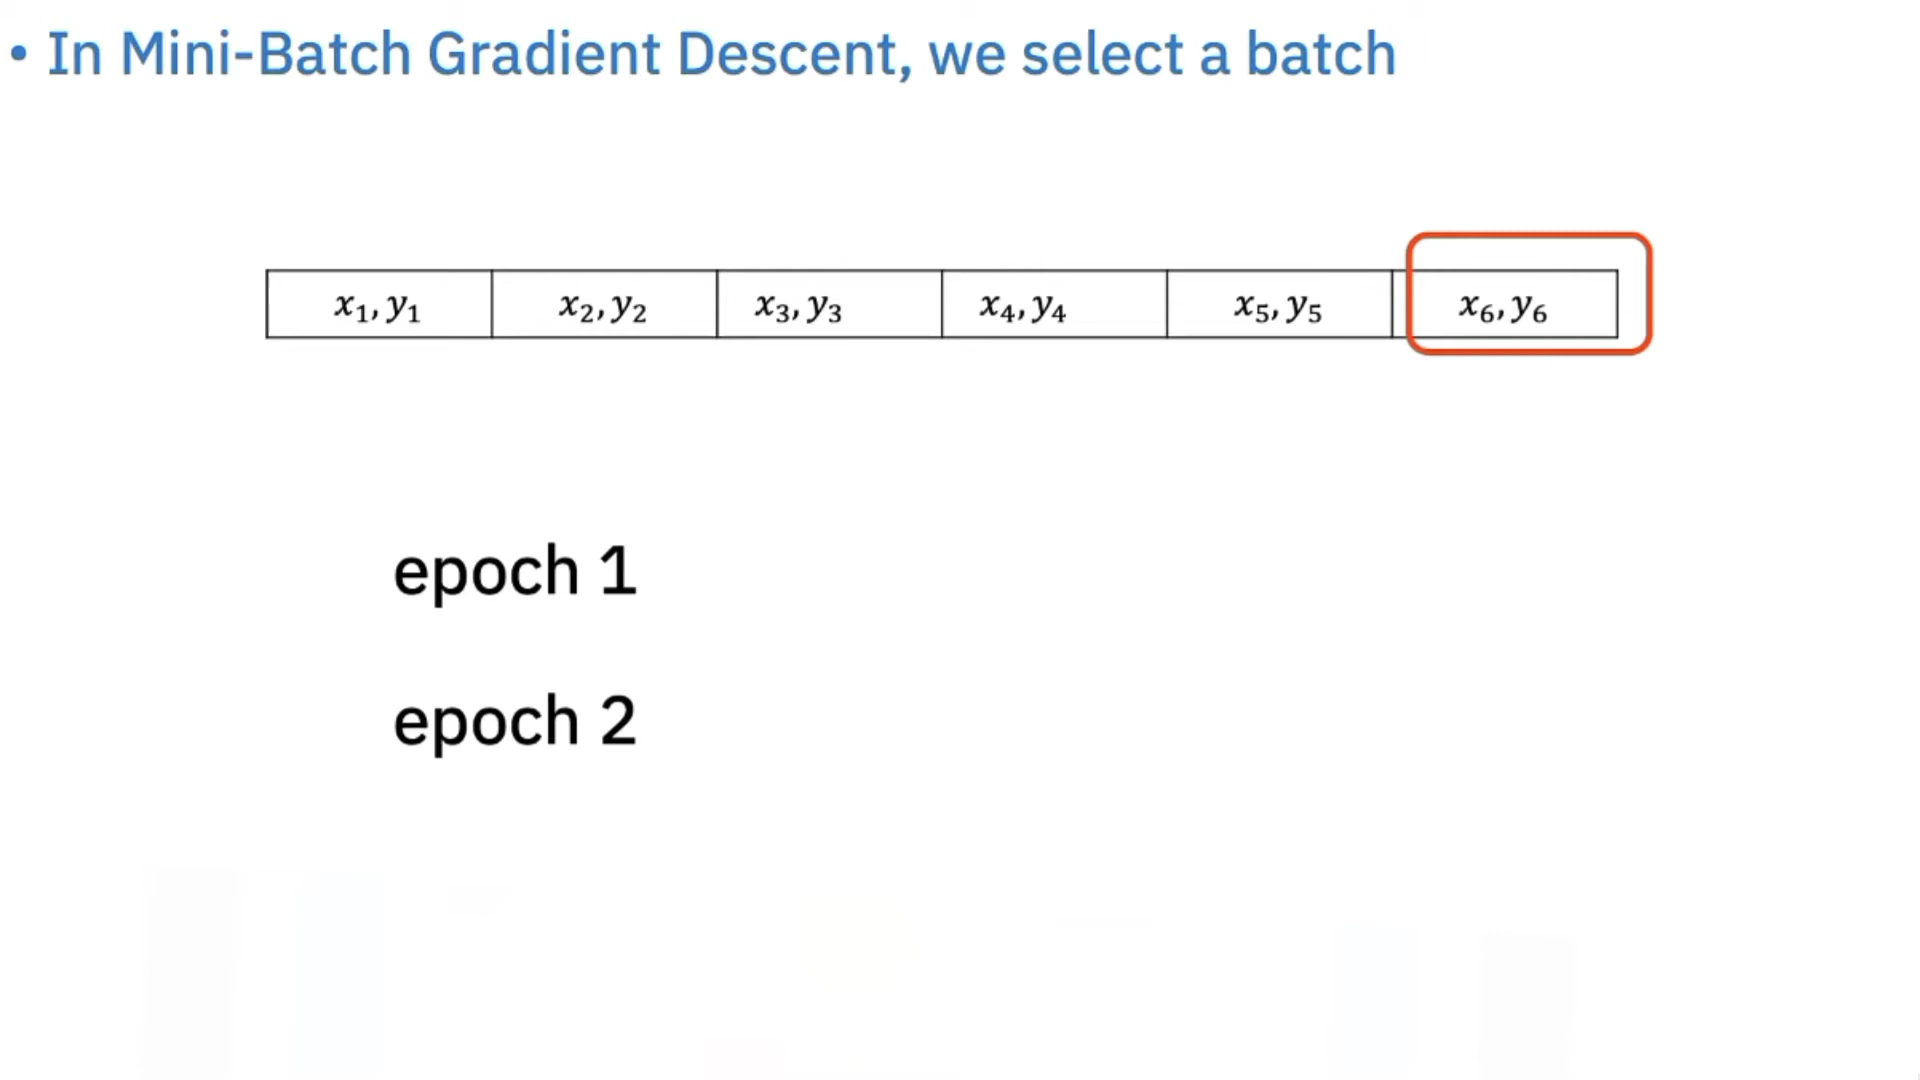 • In Mini-Batch Gradient Descent, we select a batch
x₁, y₁ x₂, y₂ x₃, y₃ x₄, y₄ x₅, y₅ x₆, y₆
epoch 1
epoch 2